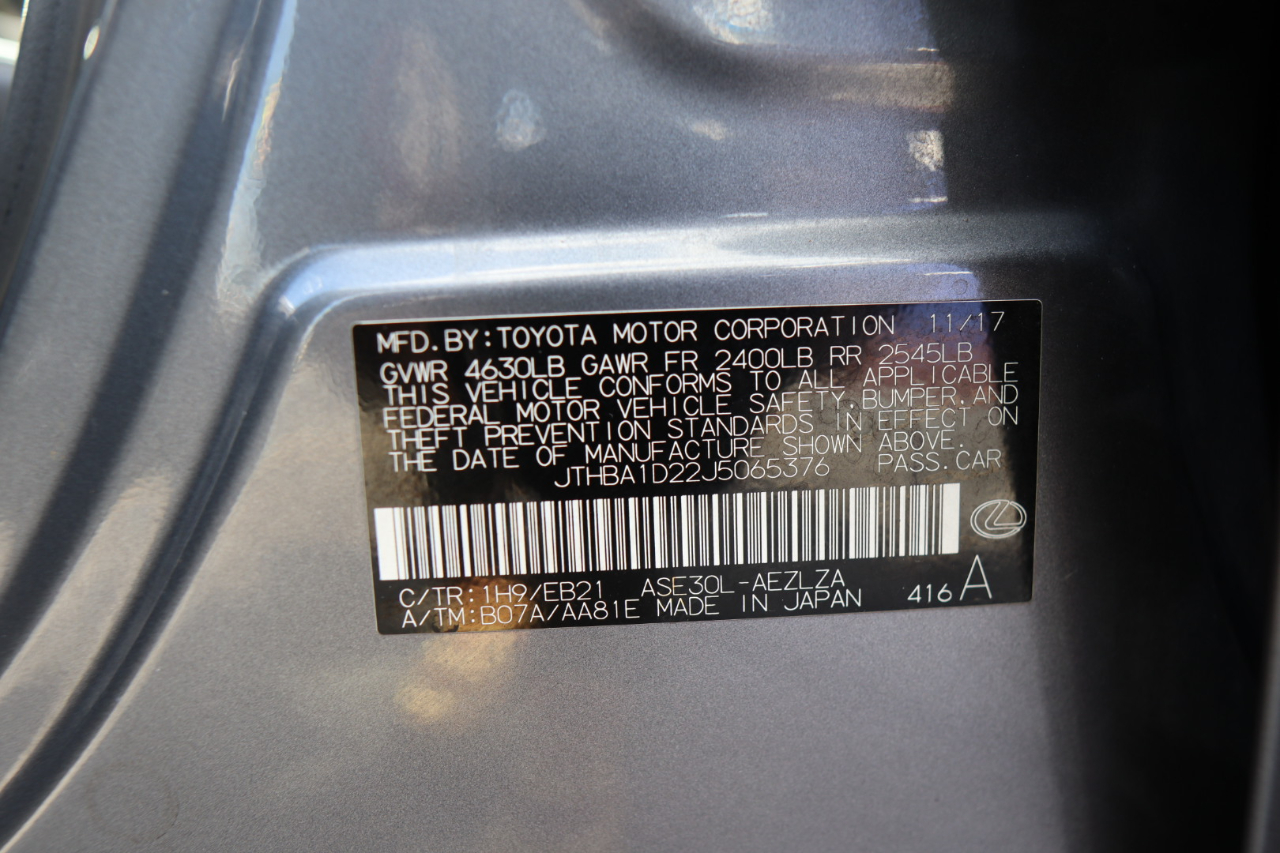 MFD.BY:TOYOTA MOTOR CORPORATION 11/17
GVWR 4630LB GAWR FR 2400LB RR 2545LB
THIS VEHICLE CONFORMS TO ALL APPLICABLE
FEDERAL MOTOR VEHICLE SAFETY,BUMPER,AND
THEFT PREVENTION STANDARDS IN EFFECT ON
THE DATE OF MANUFACTURE SHOWN ABOVE.
JTHBA1D22J5065376 PASS.CAR
C/TR:1H9/EB21 ASE30L-AEZLZA
A/TM:B07A/AA81E MADE IN JAPAN 416 A